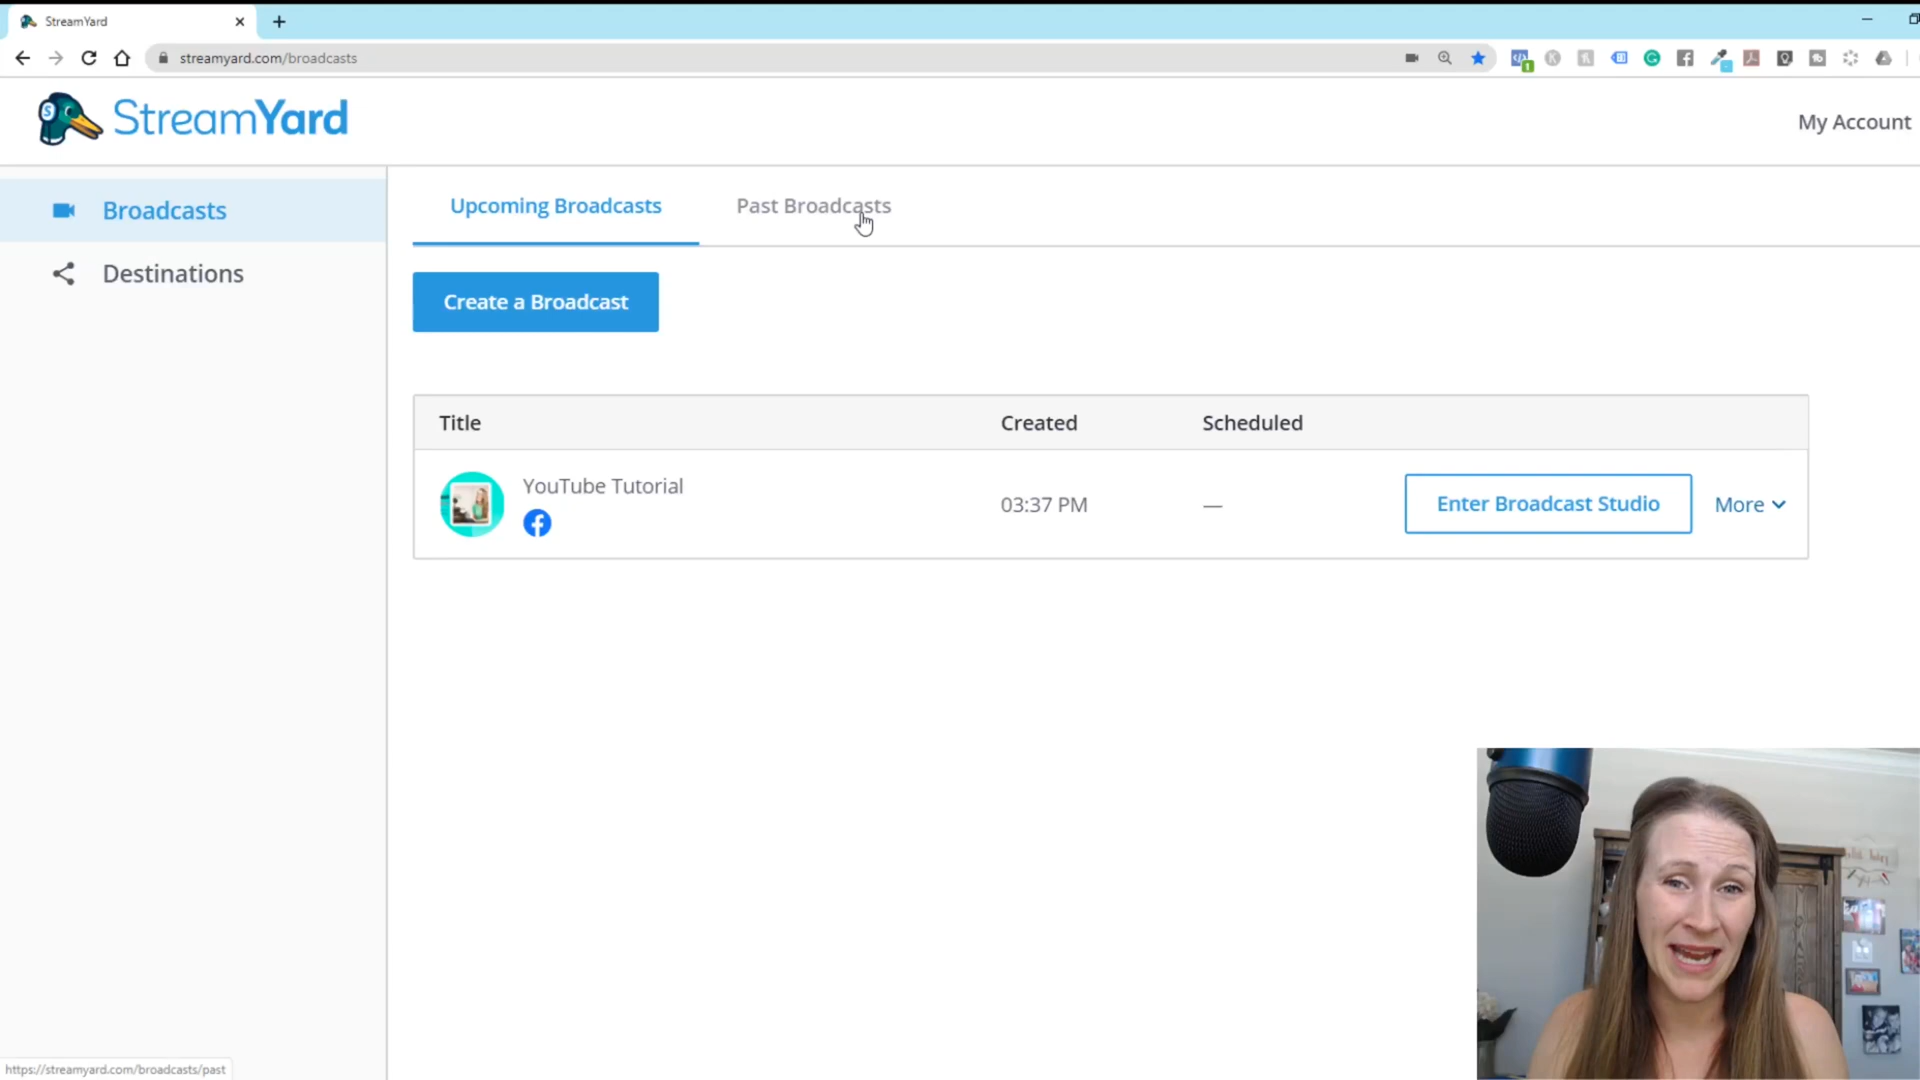 StreamYard
streamyard.com/broadcasts
StreamYard
My Account
Broadcasts
Destinations
Upcoming Broadcasts
Past Broadcasts
Create a Broadcast
Title
Created
Scheduled
YouTube Tutorial
03:37 PM
—
Enter Broadcast Studio
More
https://streamyard.com/broadcasts/past